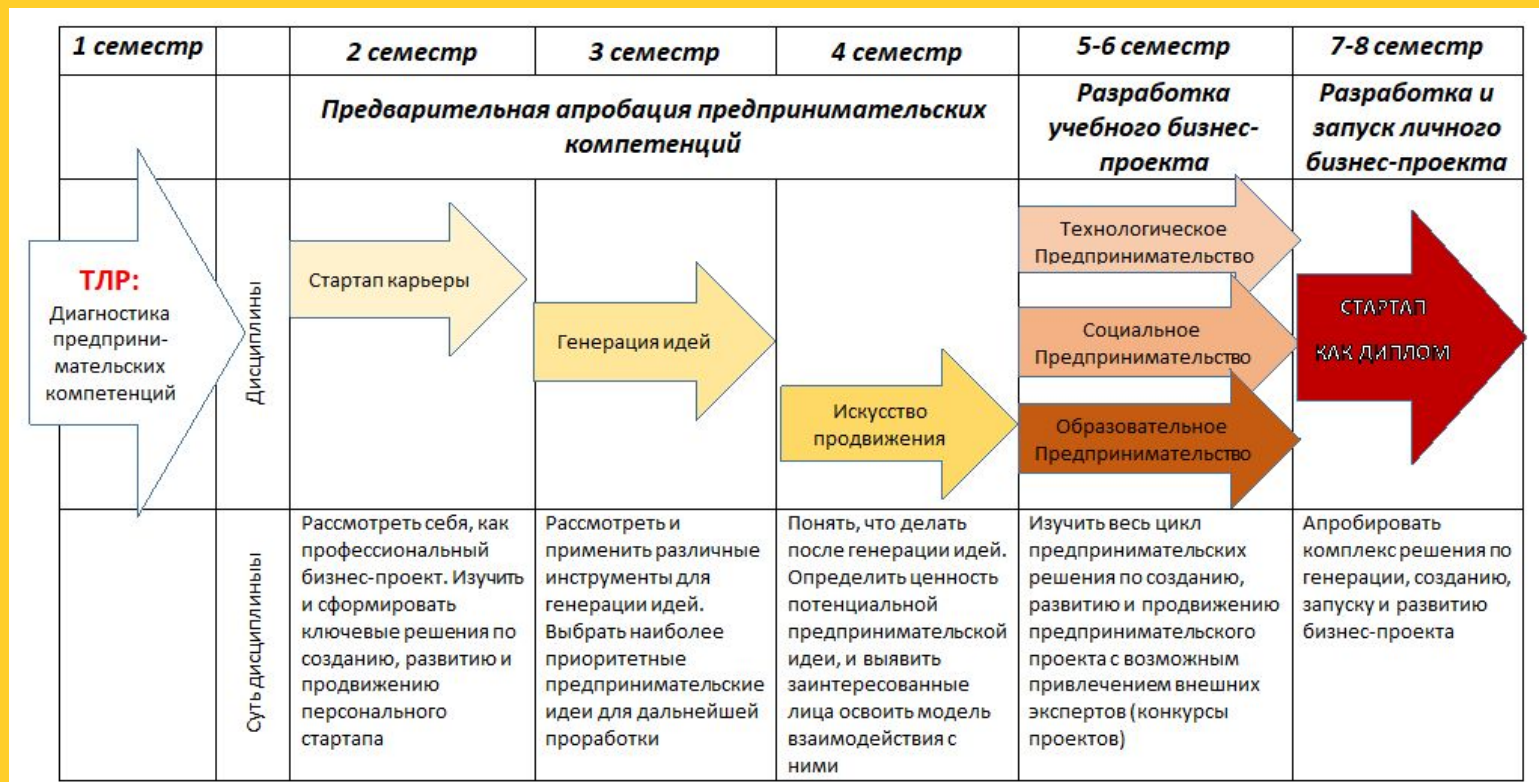 1 семестр
2 семестр
3 семестр
4 семестр
5-6 семестр
7-8 семестр
Предварительная апробация предпринимательских
компетенций
Разработка
учебного бизнес-
проекта
Разработка и
запуск личного
бизнес-проекта
ТЛР:
Диагностика
предприни-
мательских
компетенций
Дисциплины
Стартап карьеры
Генерация идей
Искусство
продвижения
Технологическое
Предпринимательство
Социальное
Предпринимательство
Образовательное
Предпринимательство
СТАРТАП
КАК ДИПЛОМ
Суть дисциплины
Рассмотреть себя, как
профессиональный
бизнес-проект. Изучить
и сформировать
ключевые решения по
созданию, развитию и
продвижению
персонального
стартапа
Рассмотреть и
применить различные
инструменты для
генерации идей.
Выбрать наиболее
приоритетные
предпринимательские
идеи для дальнейшей
проработки
Понять, что делать
после генерации идей.
Определить ценность
потенциальной
предпринимательской
идеи, и выявить
заинтересованные
лица освоить модель
взаимодействия с
ними
Изучить весь цикл
предпринимательских
решения по созданию,
развитию и продвижению
предпринимательского
проекта с возможным
привлечением внешних
экспертов (конкурсы
проектов)
Апробировать
комплекс решения по
генерации, созданию,
запуску и развитию
бизнес-проекта